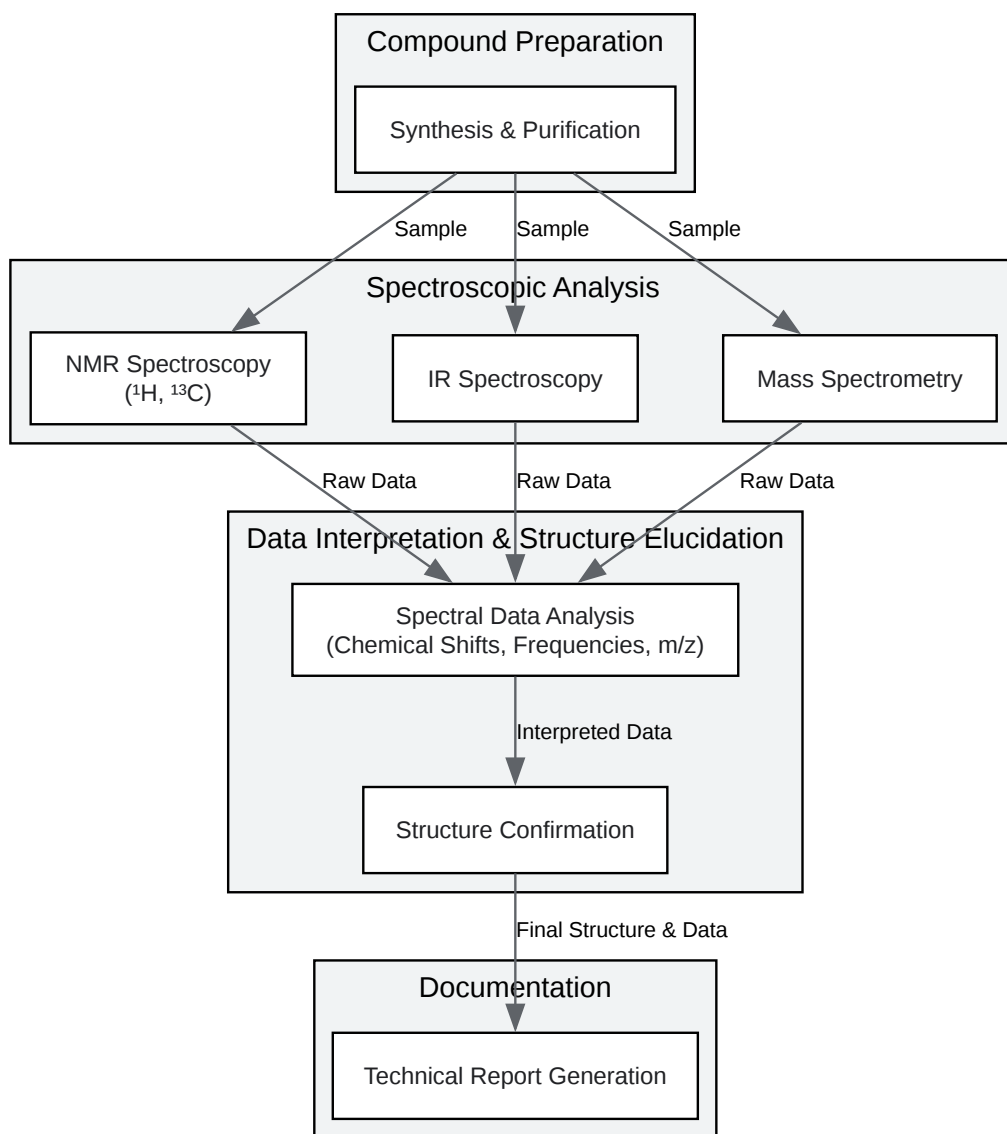 Compound Preparation
Synthesis & Purification
Sample
Sample
Sample
Spectroscopic Analysis
NMR Spectroscopy
(¹H, ¹³C)
IR Spectroscopy
Mass Spectrometry
Raw Data
Raw Data
Raw Data
Data Interpretation & Structure Elucidation
Spectral Data Analysis
(Chemical Shifts, Frequencies, m/z)
Interpreted Data
Structure Confirmation
Final Structure & Data
Documentation
Technical Report Generation